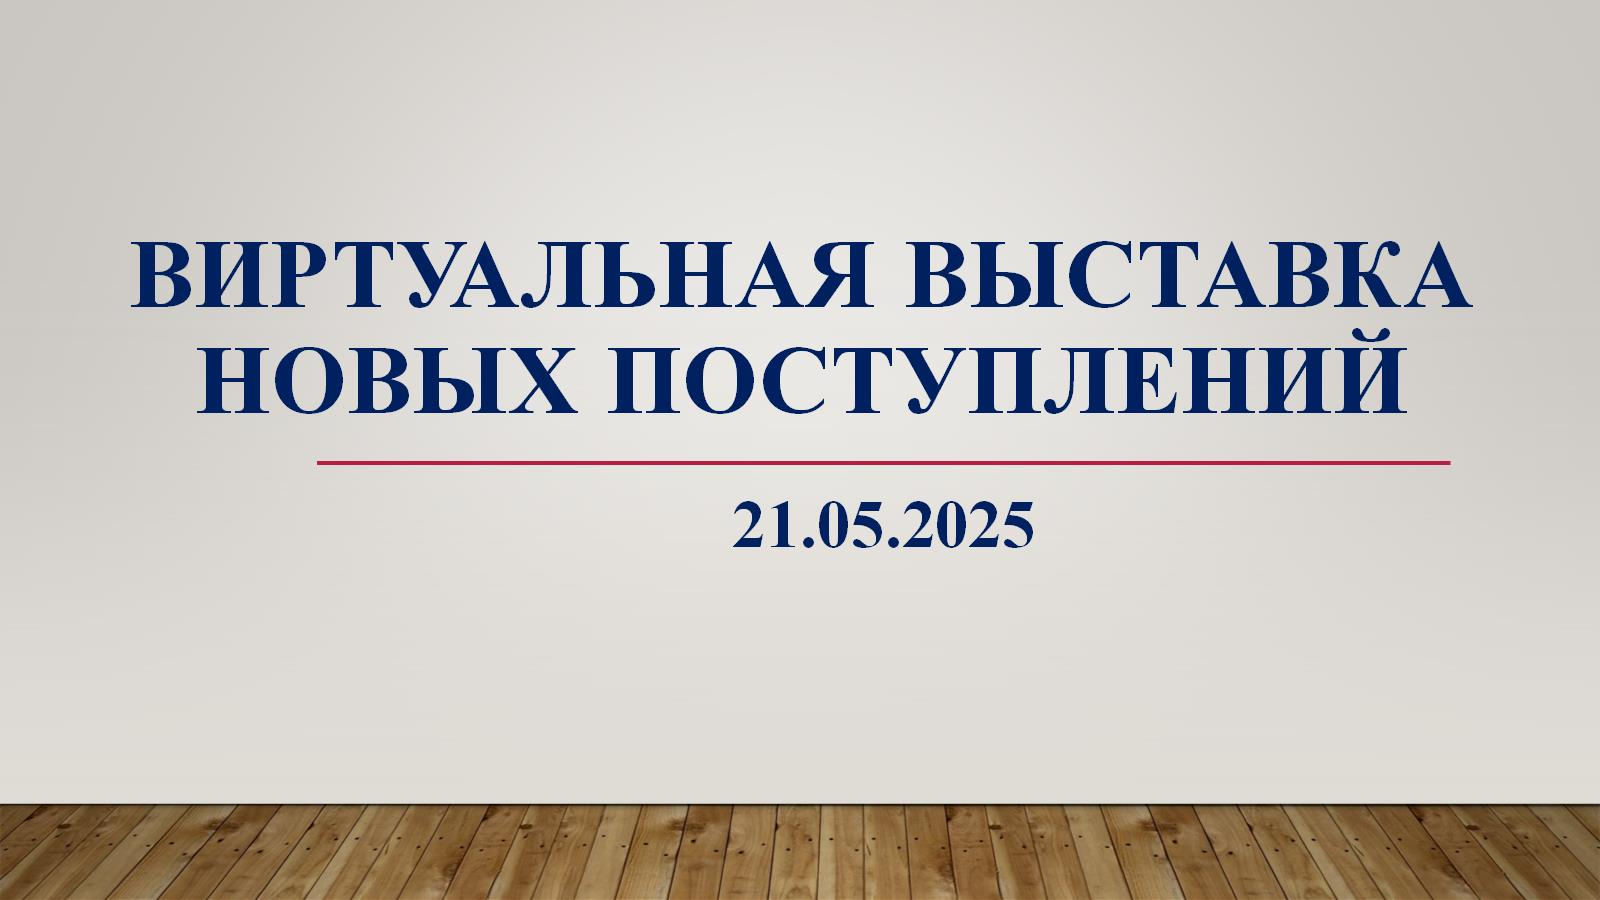 ВИРТУАЛЬНАЯ ВЫСТАВКА
НОВЫХ ПОСТУПЛЕНИЙ
21.05.2025